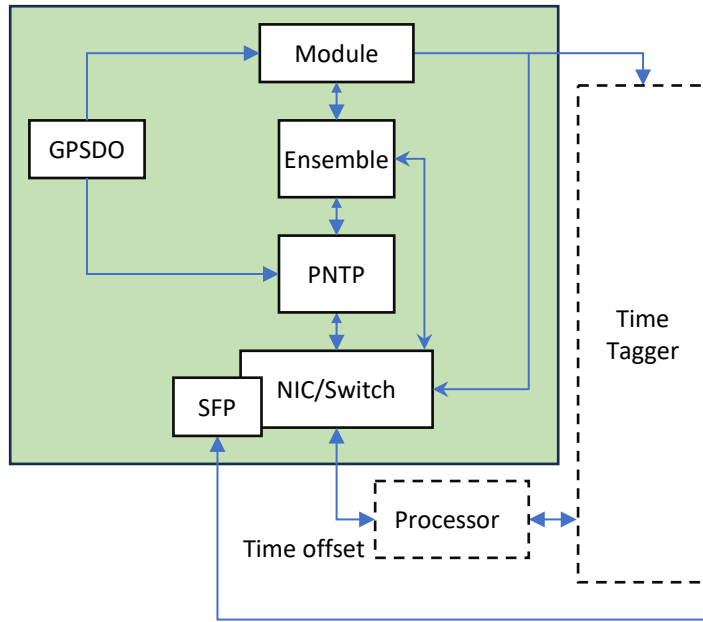 Module
GPSDO
Ensemble
PNTP
Time
Tagger
NIC/Switch
SFP
Processor
Time offset